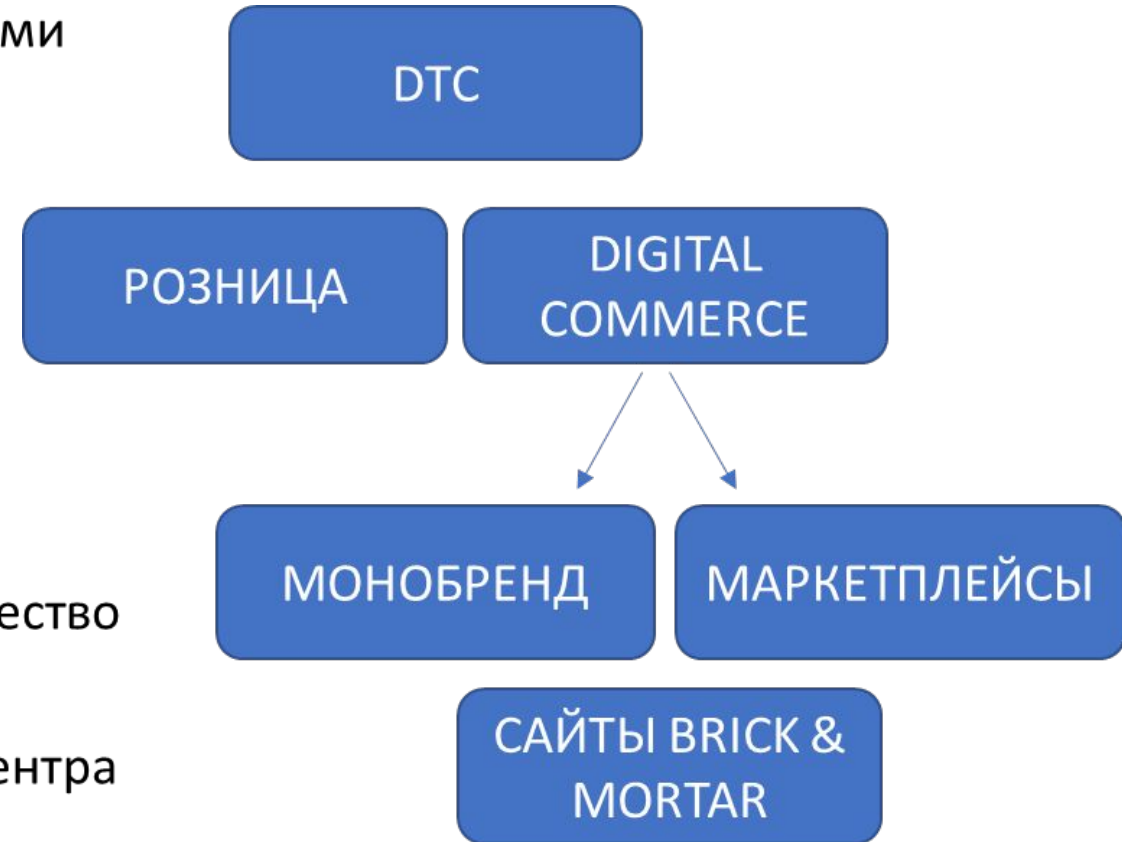 ми
DTC
РОЗНИЦА
DIGITAL
COMMERCE
МОНОБРЕНД
МАРКЕТПЛЕЙСЫ
ество
САЙТЫ BRICK &
MORTAR
ентра